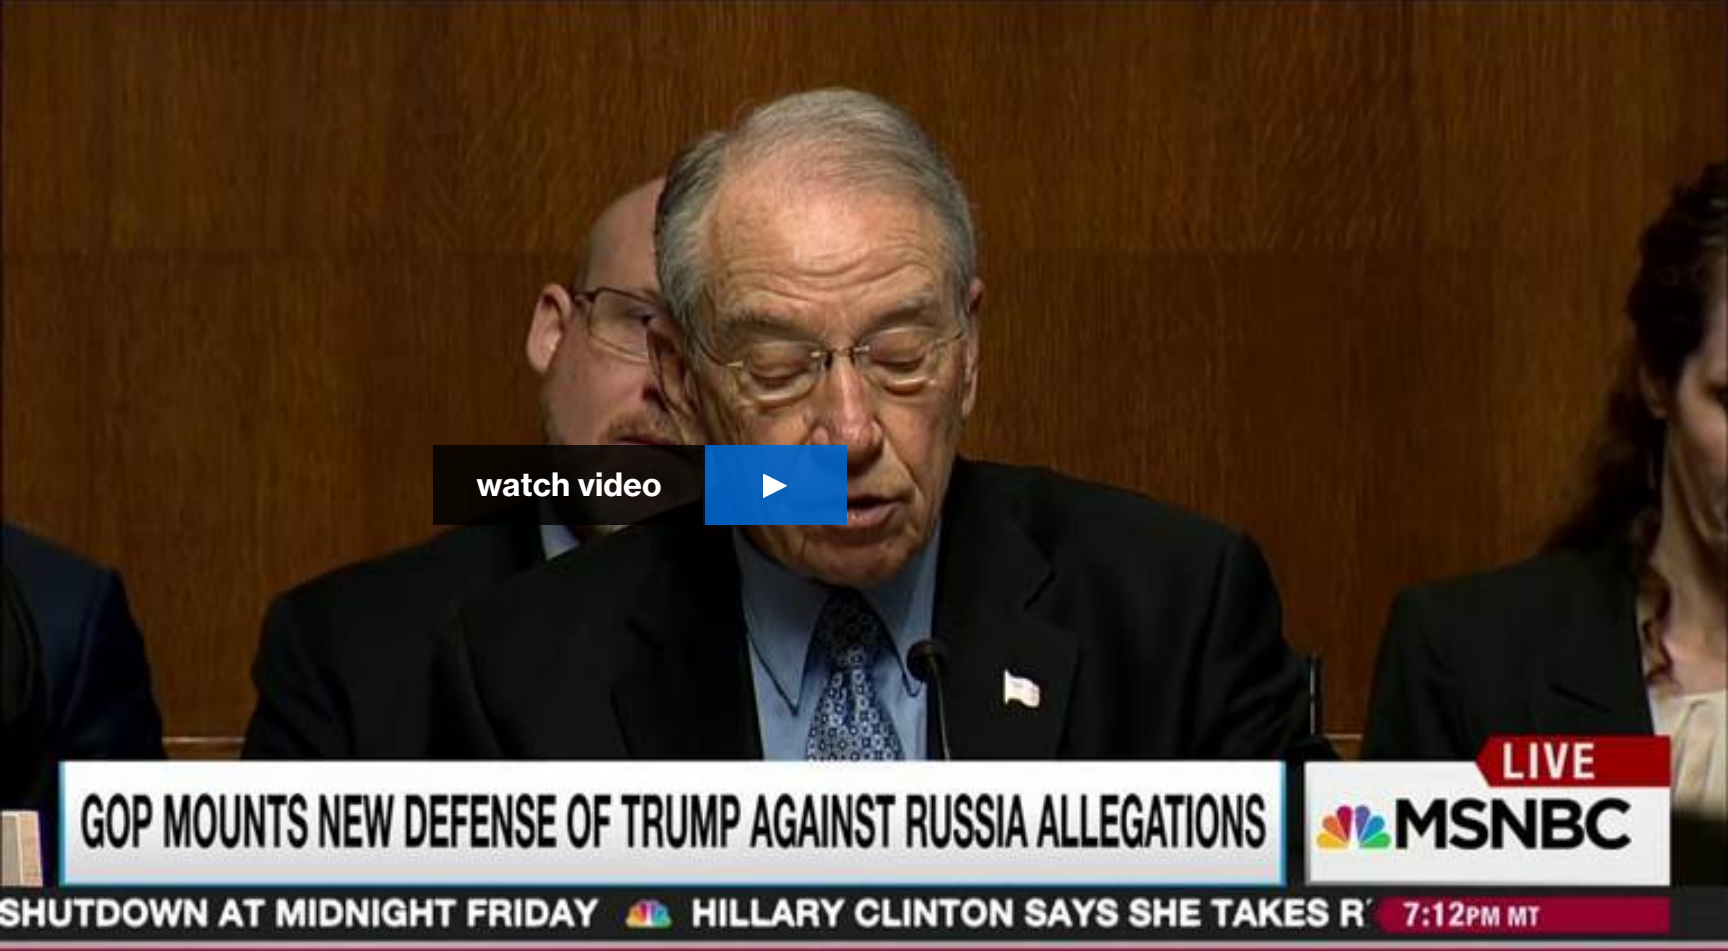 watch video
LIVE
GOP MOUNTS NEW DEFENSE OF TRUMP AGAINST RUSSIA ALLEGATIONS
MSNBC
SHUTDOWN AT MIDNIGHT FRIDAY HILLARY CLINTON SAYS SHE TAKES
7:12PM MT